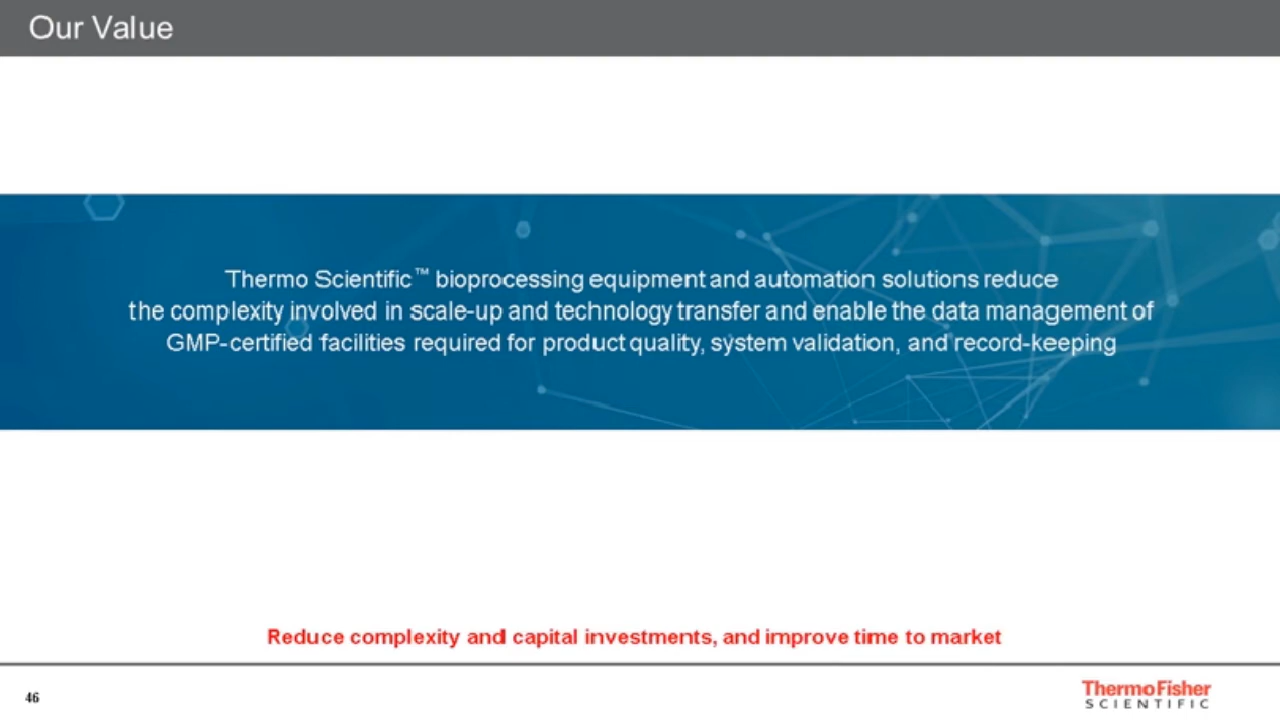 Our Value
Thermo Scientific™ bioprocessing equipment and automation solutions reduce
the complexity involved in scale-up and technology transfer and enable the data management of
GMP-certified facilities required for product quality, system validation, and record-keeping
Reduce complexity and capital investments, and improve time to market
46
ThermoFisher
SCIENTIFIC